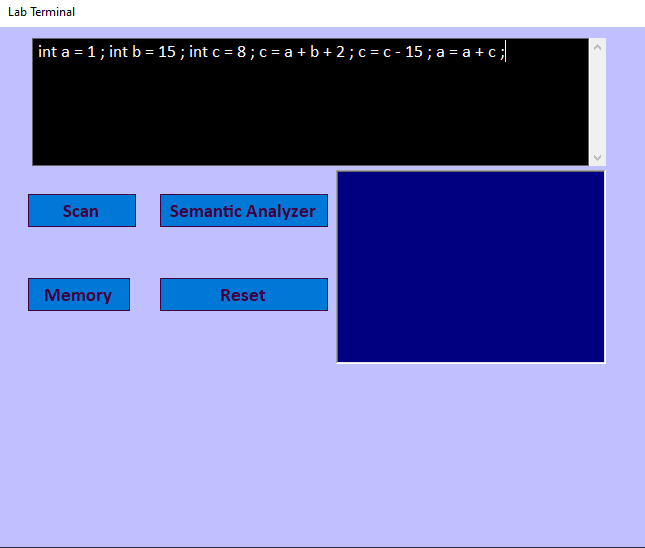 Lab Terminal
int a = 1 ; int b = 15 ; int c = 8 ; c = a + b + 2 ; c = c - 15 ; a = a + c ;
Scan
Semantic Analyzer
Memory
Reset